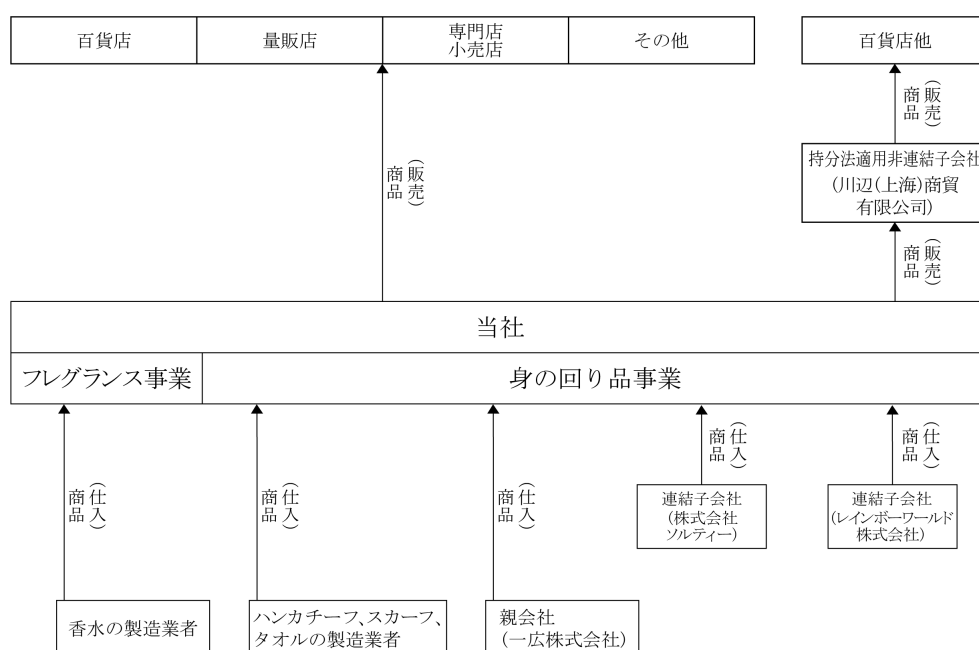 百貨店
量販店
専門店
小売店
その他
百貨店他
商品
(販売)
持分法適用非連結子会社
(川辺(上海)商貿
有限公司)
商品
(販売)
商品
(販売)
当社
フレグランス事業
身の回り品事業
商品
(仕入)
商品
(仕入)
商品
(仕入)
商品
(仕入)
商品
(仕入)
連結子会社
(株式会社
ソルティー)
連結子会社
(レインボーワールド
株式会社)
香水の製造業者
ハンカチーフ、スカーフ、
タオルの製造業者
親会社
(一広株式会社)